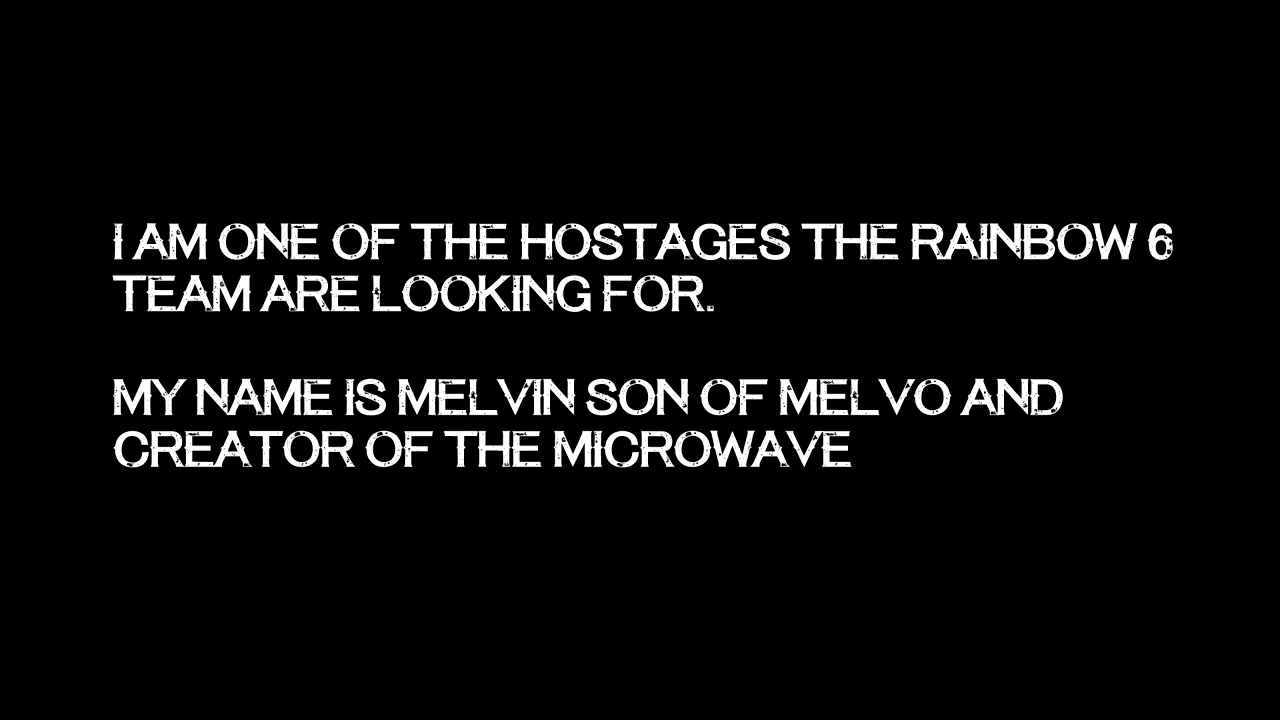 I AM ONE OF THE HOSTAGES THE RAINBOW 6
TEAM ARE LOOKING FOR.
MY NAME IS MELVIN SON OF MELVO AND
CREATOR OF THE MICROWAVE